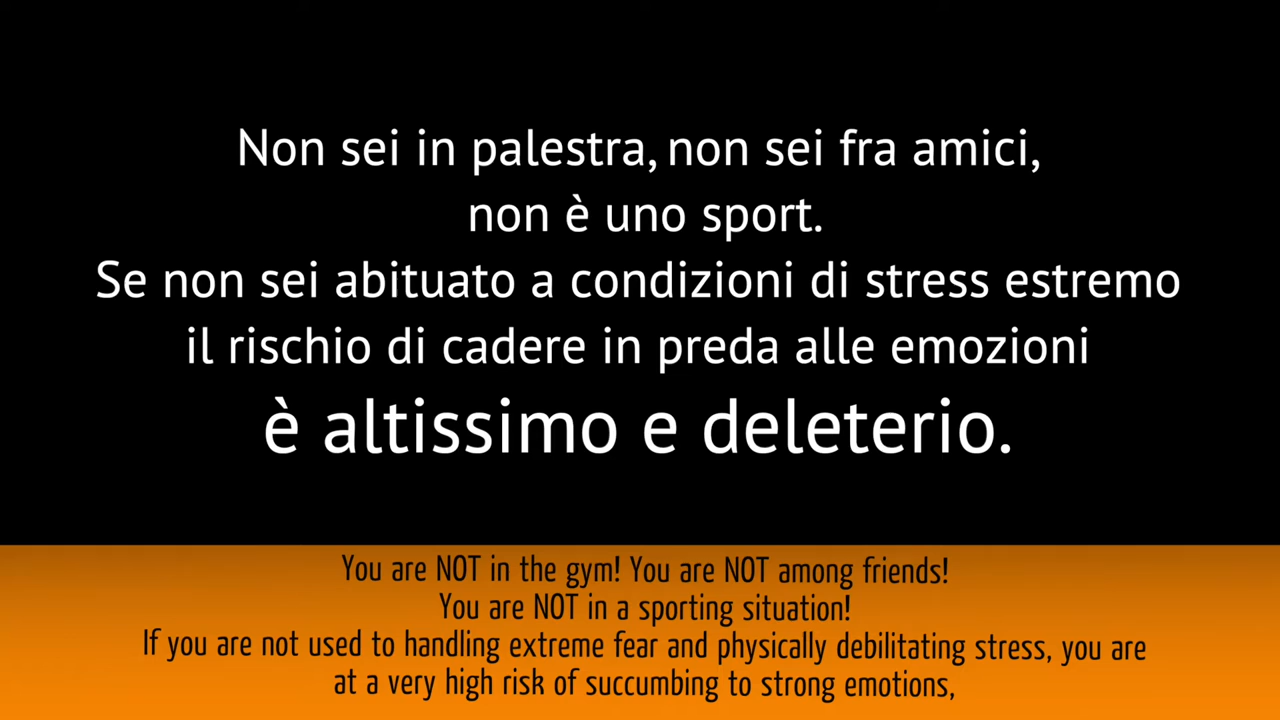 Non sei in palestra, non sei fra amici,
non è uno sport.
Se non sei abituato a condizioni di stress estremo
il rischio di cadere in preda alle emozioni
è altissimo e deleterio.
You are NOT in the gym! You are NOT among friends!
You are NOT in a sporting situation!
If you are not used to handling extreme fear and physically debilitating stress, you are
at a very high risk of succumbing to strong emotions,